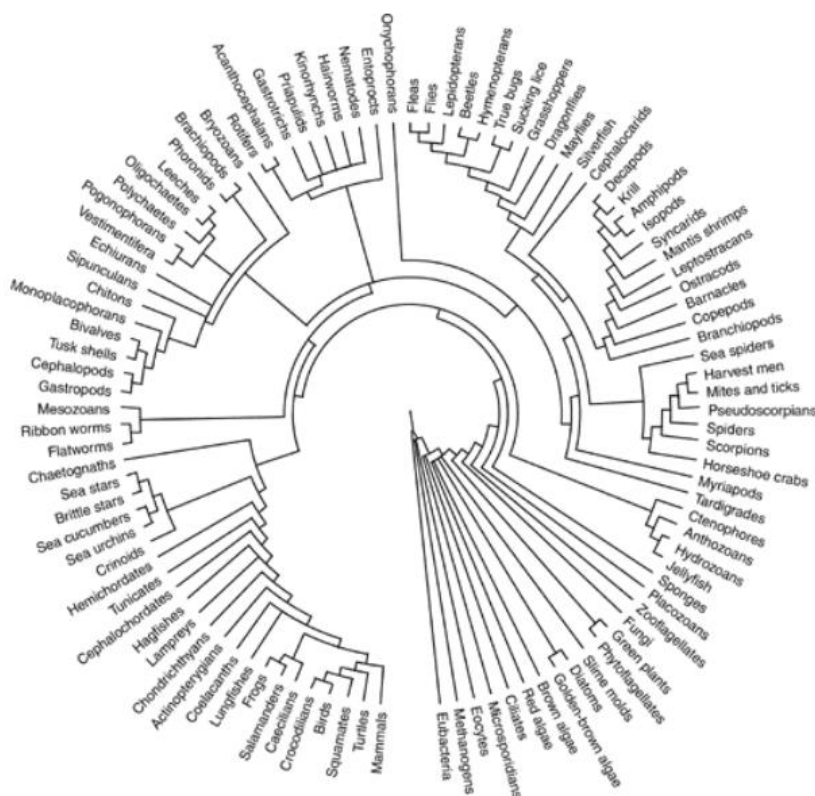 Onychophorans
Fleas
Flies
Lepidopterans
Beetles
Hymenopterans
True bugs
Sucking lice
Grasshoppers
Dragonflies
Mayflies
Silverfish
Cephalocarids
Decapods
Krill
Amphipods
Isopods
Syncarids
Mantis shrimps
Leptostracans
Ostracods
Barnacles
Copepods
Branchiopods
Sea spiders
Harvest men
Mites and ticks
Pseudoscorpians
Spiders
Scorpions
Horseshoe crabs
Myriapods
Tardigrades
Ctenophores
Anthozoans
Hydrozoans
Jellyfish
Sponges
Placozoans
Zooflagellates
Fungi
Green plants
Phytoflagellates
Slime molds
Diatoms
Golden-brown algae
Brown algae
Red algae
Ciliates
Microsporidians
Eocytes
Methanogens
Eubacteria
Mammals
Turtles
Squamates
Birds
Crocodilians
Caecilians
Salamanders
Frogs
Lungfishes
Coelacanths
Actinopterygians
Chondrichthyans
Lampreys
Hagfishes
Cephalochordates
Tunicates
Hemichordates
Crinoids
Sea urchins
Sea cucumbers
Brittle stars
Sea stars
Chaetognaths
Flatworms
Ribbon worms
Mesozoans
Gastropods
Cephalopods
Tusk shells
Bivalves
Monoplacophorans
Chitons
Sipunculans
Echiurans
Vestimentifera
Pogonophorans
Polychaetes
Oligochaetes
Leeches
Phoronids
Brachiopods
Bryozoans
Rotifers
Acanthocephalans
Gastrotrichs
Priapulids
Kinorhynchs
Hairworms
Nematodes
Entoprocts